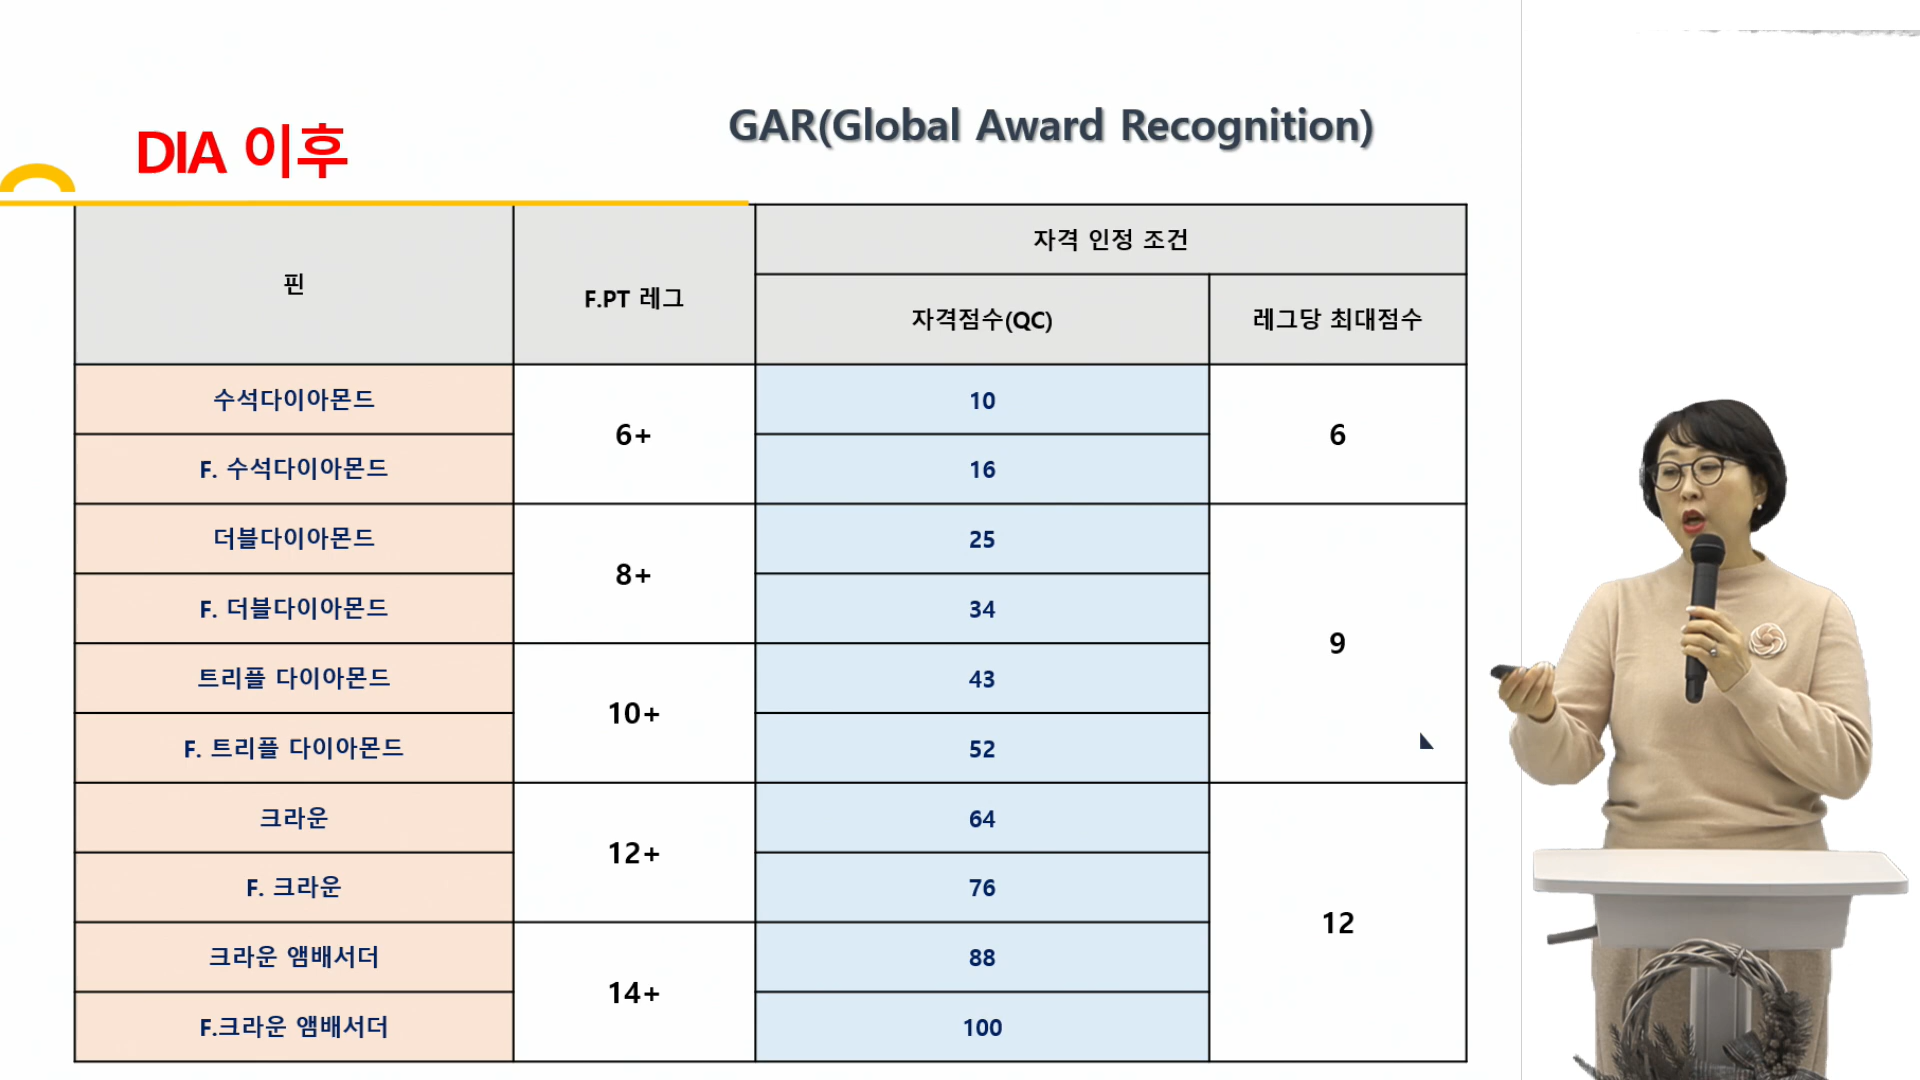 DIA 이후
GAR(Global Award Recognition)
핀
F.PT 레그
자격 인정 조건
자격점수(QC)
레그당 최대점수
수석다이아몬드
6+
10
6
F. 수석다이아몬드
16
더블다이아몬드
8+
25
9
F. 더블다이아몬드
34
트리플 다이아몬드
10+
43
F. 트리플 다이아몬드
52
크라운
12+
64
12
F. 크라운
76
크라운 앰배서더
14+
88
F.크라운 앰배서더
100